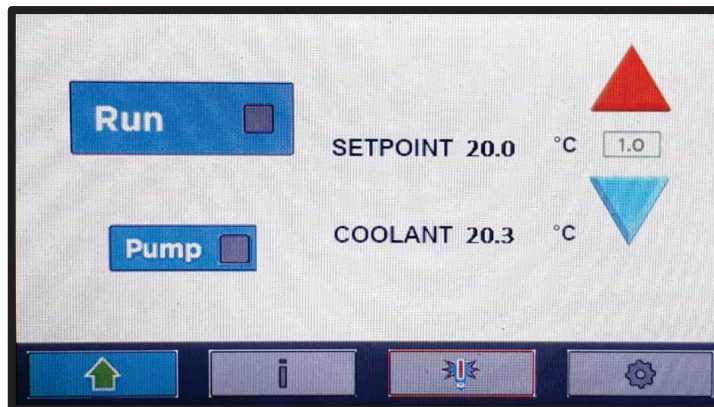 Run
SETPOINT 20.0 °C 1.0
Pump
COOLANT 20.3 °C
i